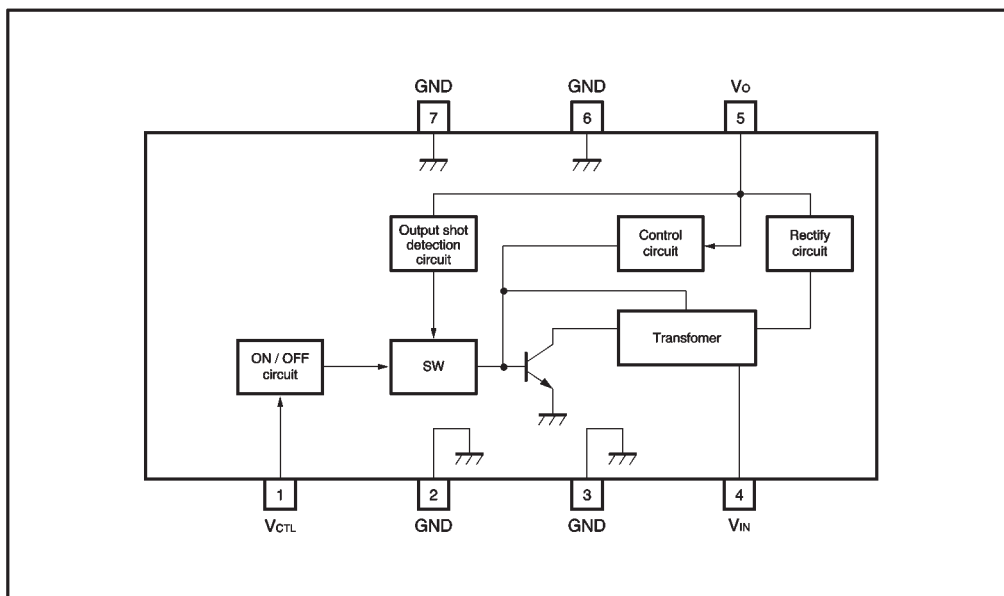 GND
GND
Vo
7
6
5
Output shot
detection
circuit
Control
circuit
Rectify
circuit
Transfomer
ON / OFF
circuit
SW
1
2
3
4
VCTL
GND
GND
VIN